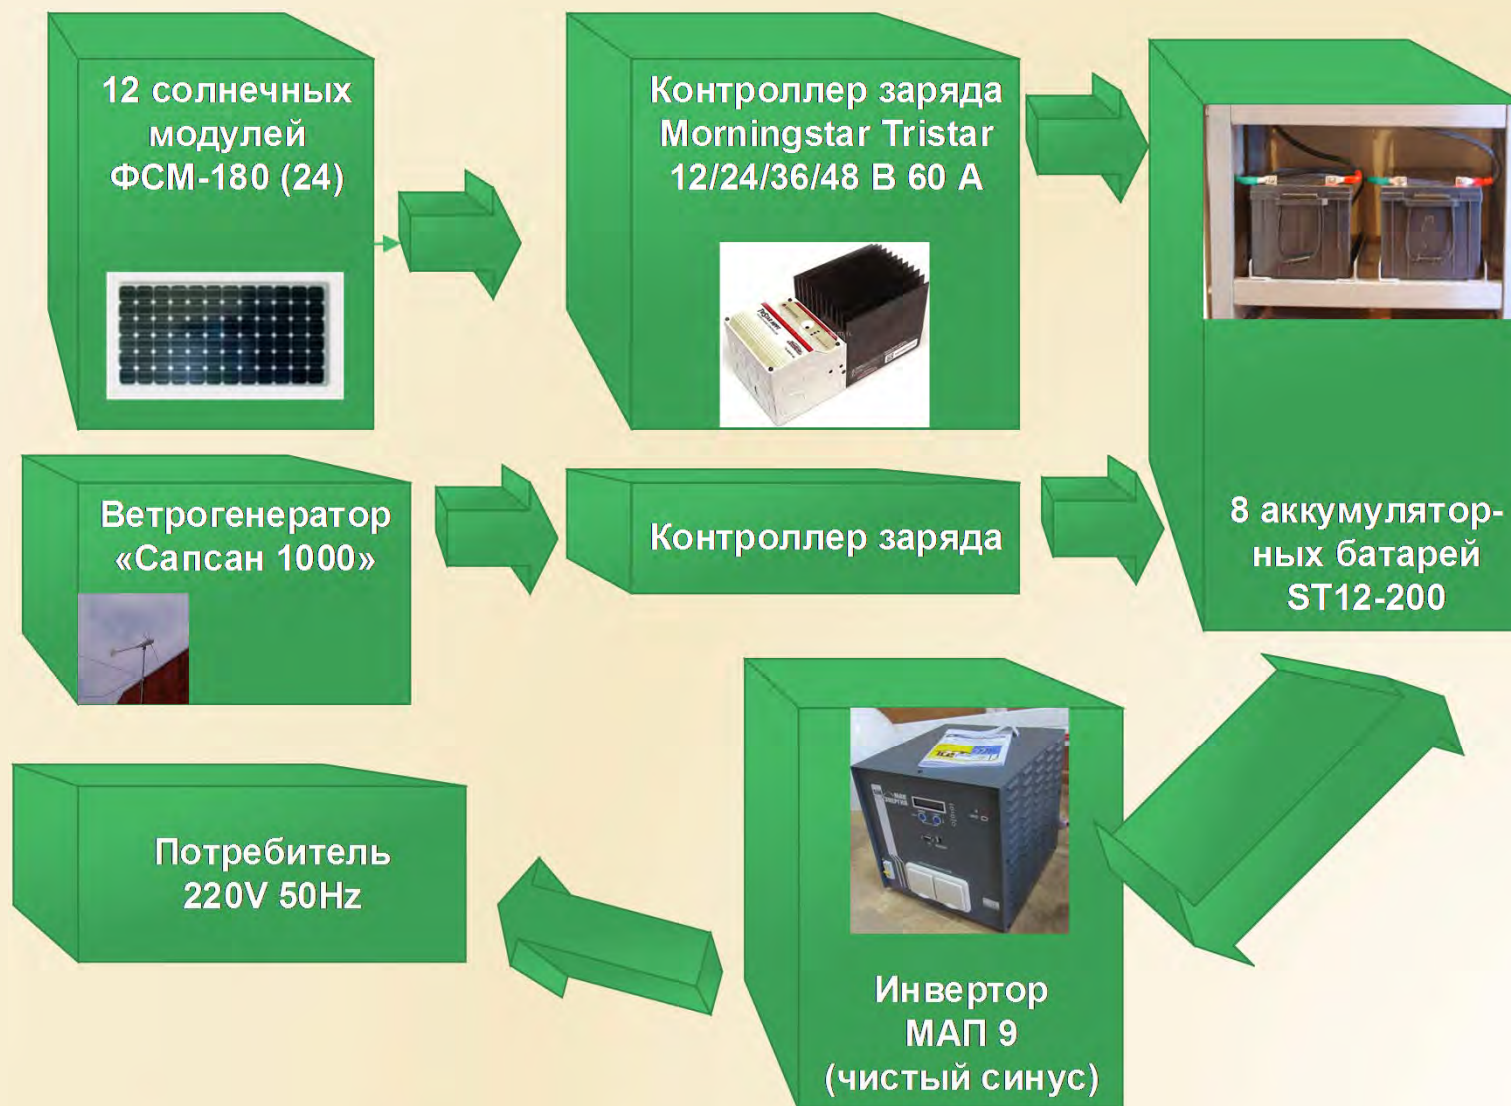 12 солнечных
модулей
ФСМ-180 (24)
Контроллер заряда
Morningstar Tristar
12/24/36/48 В 60 А
8 аккумулятор-
ных батарей
ST12-200
Ветрогенератор
«Сапсан 1000»
Контроллер заряда
Потребитель
220V 50Hz
Инвертор
МАП 9
(чистый синус)